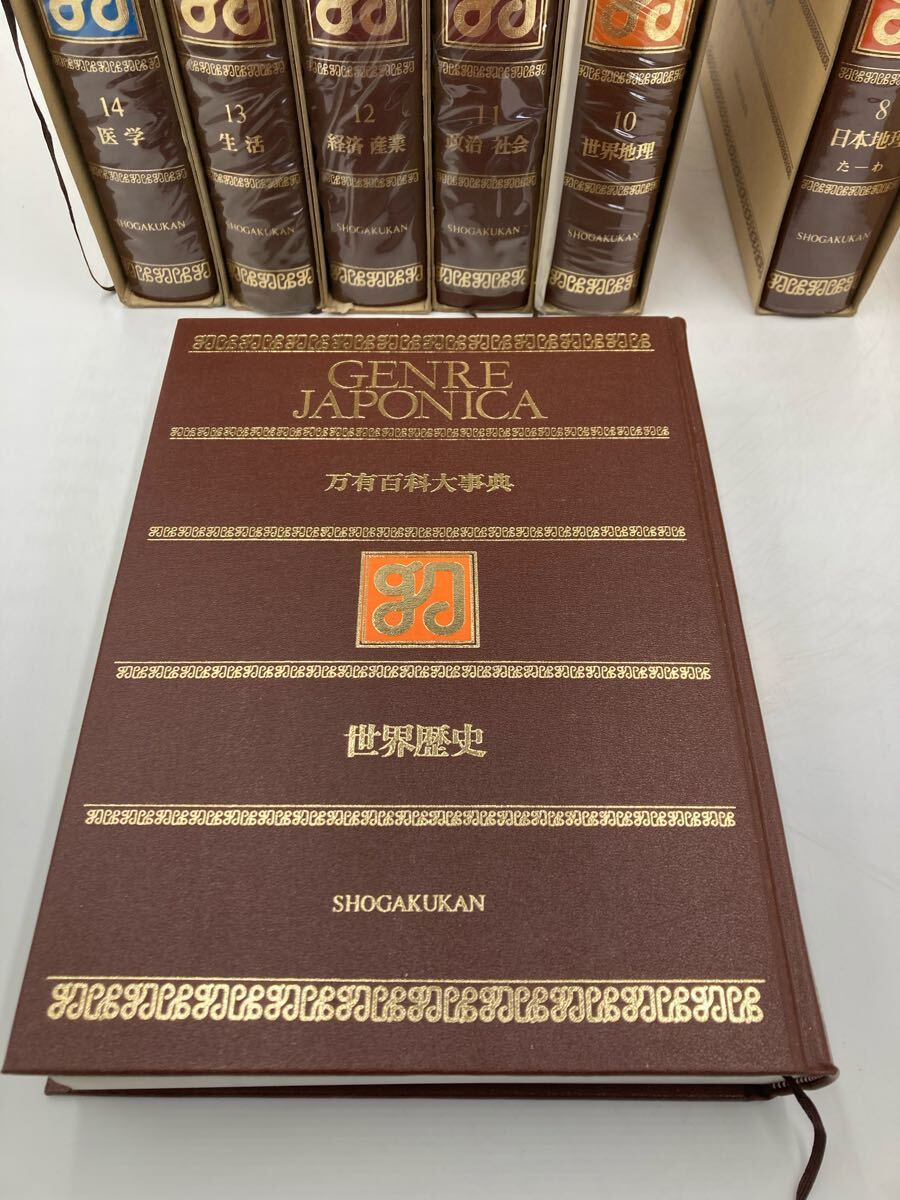 14
医学
SHOGAKUKAN
13
生活
SHOGAKUKAN
12
経済 産業
SHOGAKUKAN
11
政治 社会
SHOGAKUKAN
10
世界地理
SHOGAKUKAN
8
日本地理
たーわ
SHOGAKUKAN
GENRE
JAPONICA
万有百科大事典
世界歴史
SHOGAKUKAN